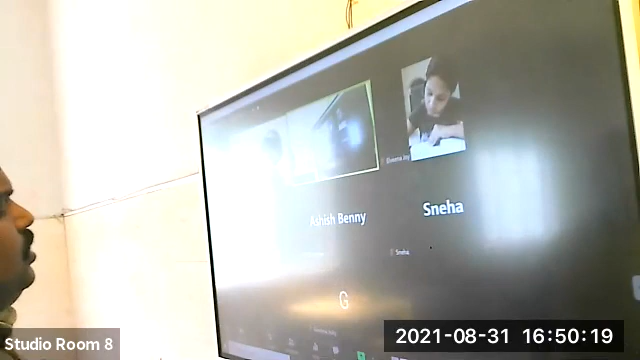 Ashish Benny
Sneha
Sneha
G
Studio Room 8
2021-08-31 16:50:19